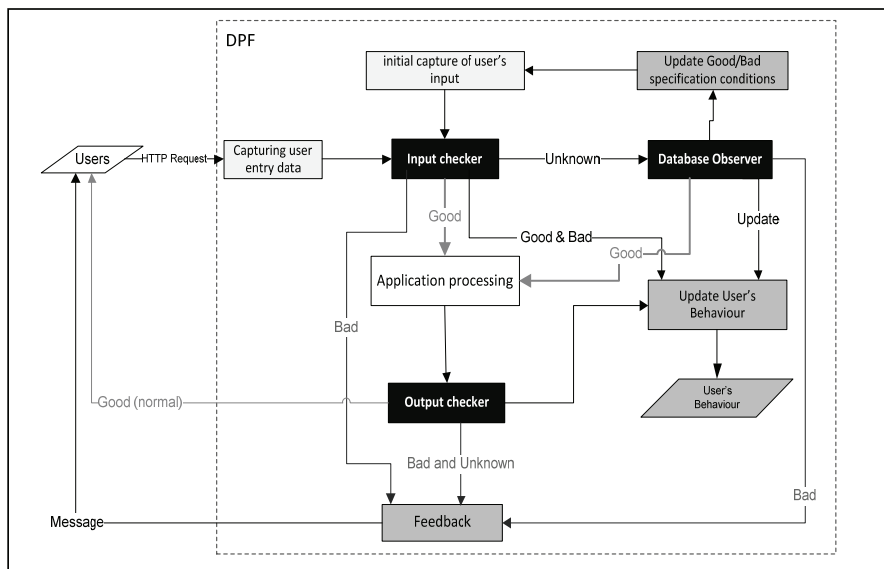 DPF
initial capture of user's
input
Update Good/Bad
specification conditions
Users
HTTP Request
Capturing user
entry data
Input checker
Unknown
Database Observer
Good
Good & Bad
Update
Good
Application processing
Update User's
Behaviour
Bad
User's
Behaviour
Good (normal)
Output checker
Bad and Unknown
Bad
Message
Feedback